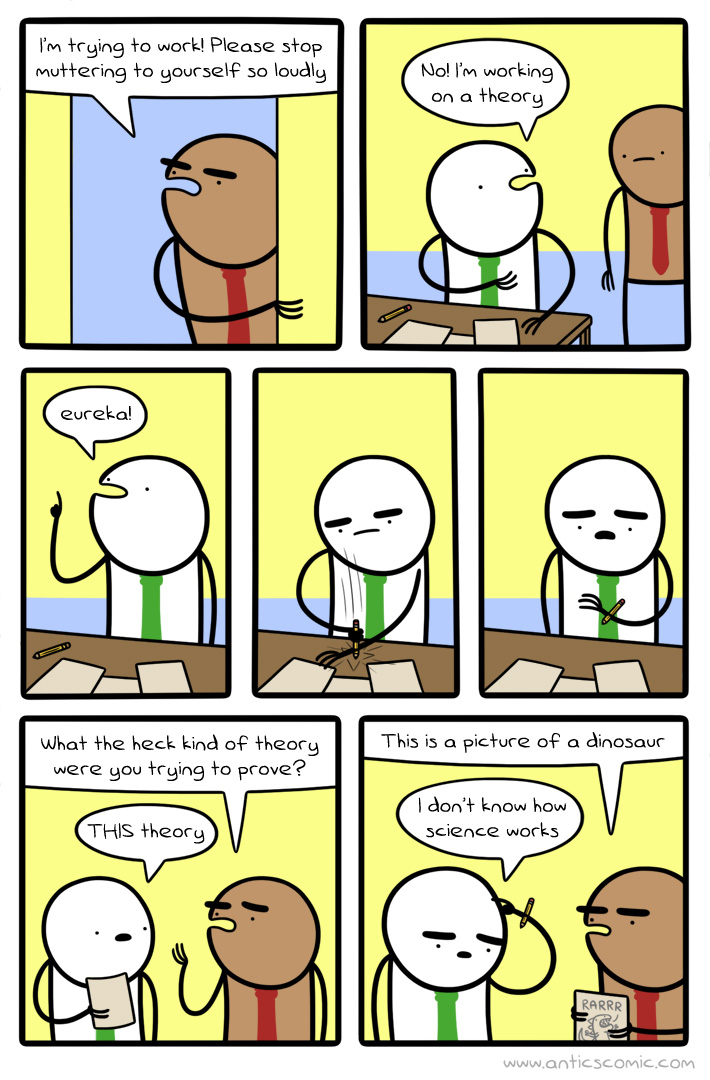 I'm trying to work! Please stop
muttering to yourself so loudly
No! I'm working
on a theory
eureka!
What the heck kind of theory
were you trying to prove?
THIS theory
This is a picture of a dinosaur
I don't know how
science works
RARRR
www.anticscomic.com